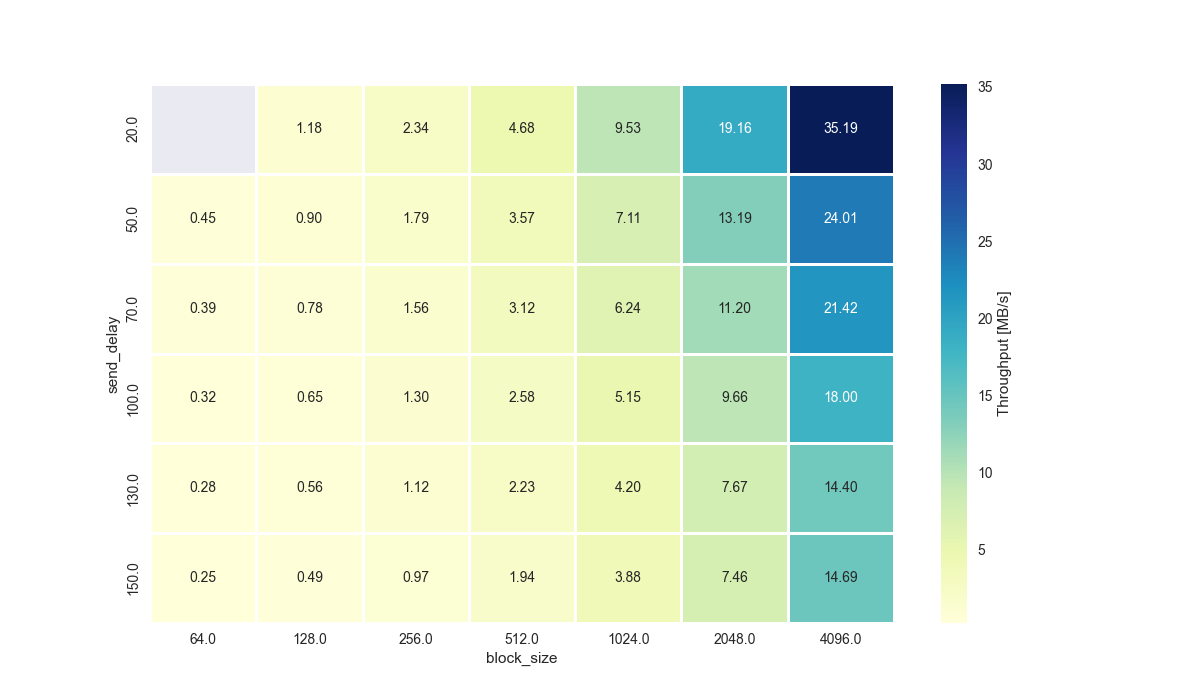 20.0 1.18 2.34 4.68 9.53 19.16 35.19
50.0 0.45 0.90 1.79 3.57 7.11 13.19 24.01
70.0 0.39 0.78 1.56 3.12 6.24 11.20 21.42
100.0 0.32 0.65 1.30 2.58 5.15 9.66 18.00
130.0 0.28 0.56 1.12 2.23 4.20 7.67 14.40
150.0 0.25 0.49 0.97 1.94 3.88 7.46 14.69
64.0 128.0 256.0 512.0 1024.0 2048.0 4096.0
block_size
send_delay
35
30
25
20
15
10
5
Throughput [MB/s]